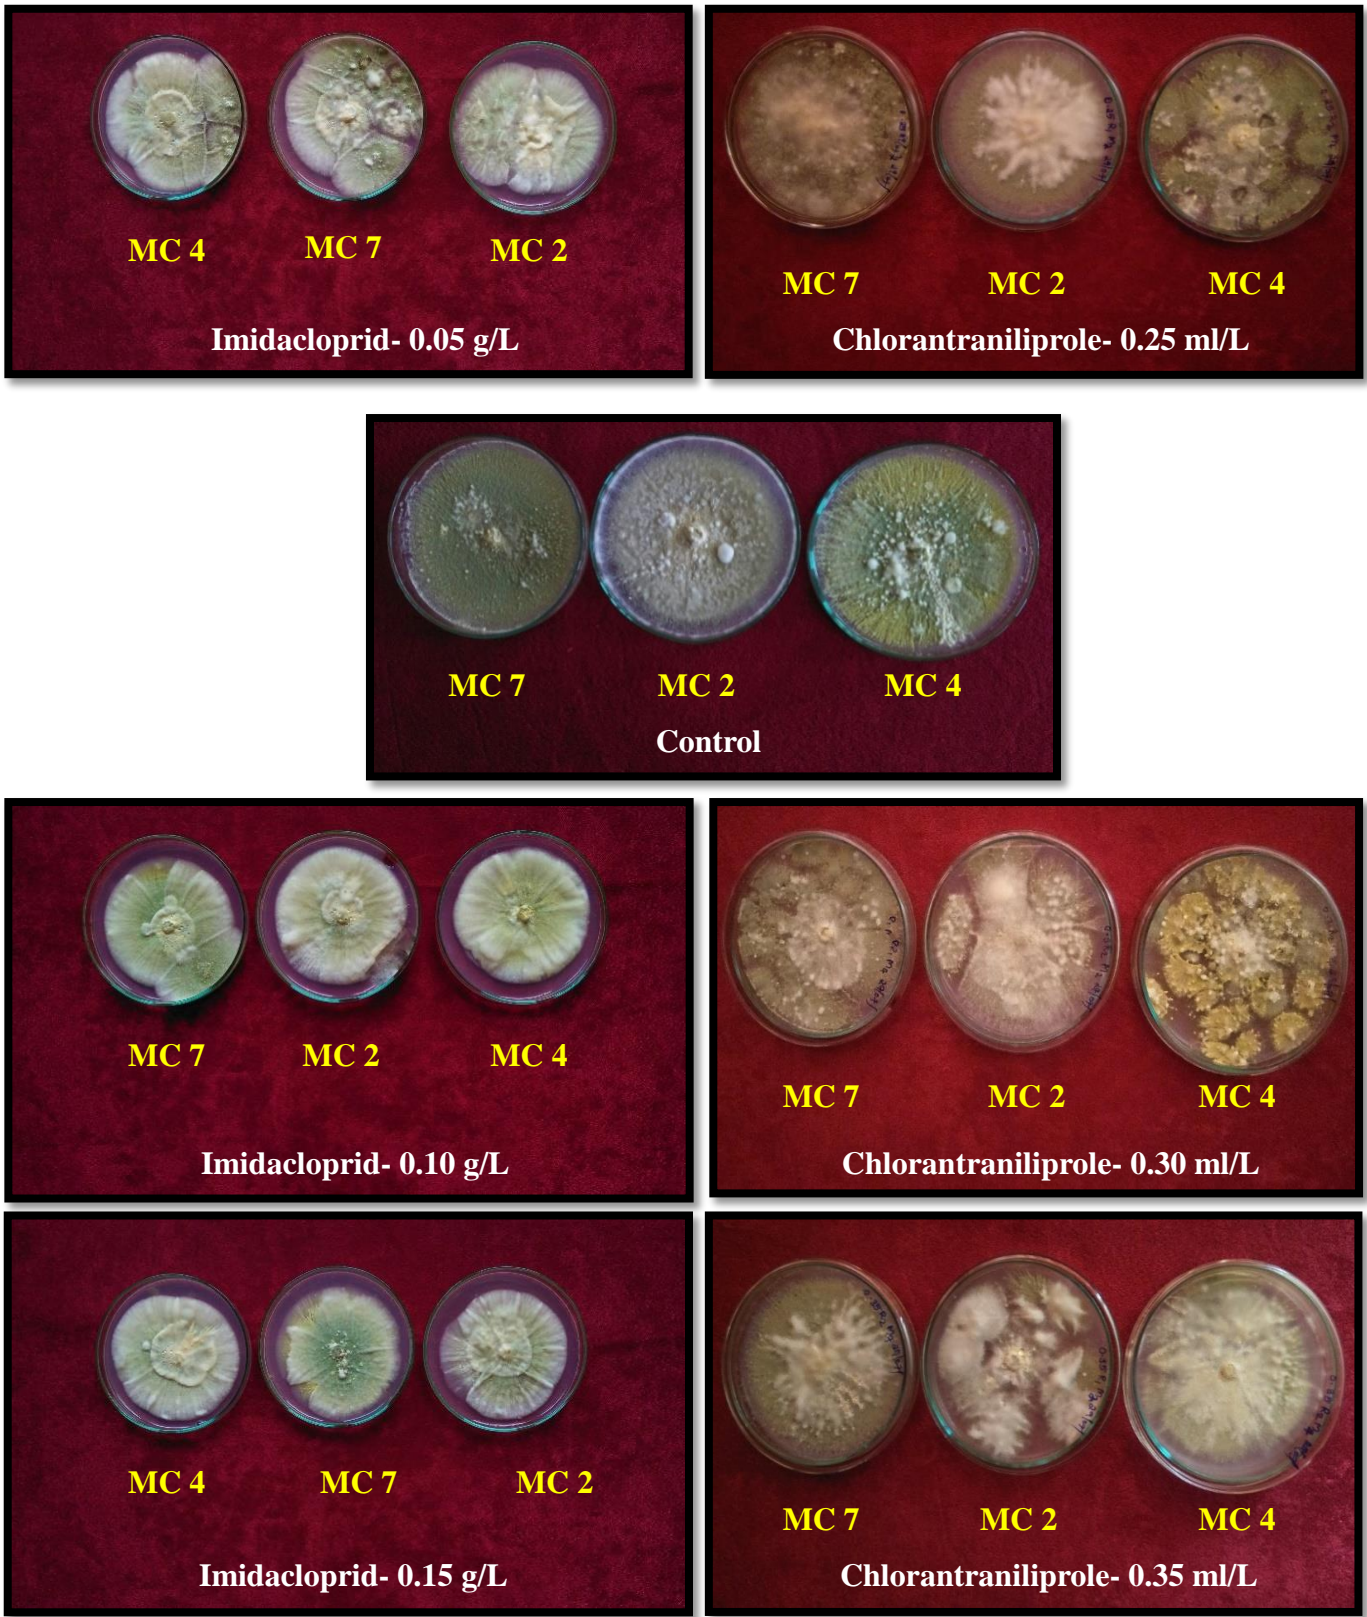 MC 4 MC 7 MC 2
Imidacloprid- 0.05 g/L
MC 7 MC 2 MC 4
Chlorantraniliprole- 0.25 ml/L
MC 7 MC 2 MC 4
Control
MC 7 MC 2 MC 4
Imidacloprid- 0.10 g/L
MC 7 MC 2 MC 4
Chlorantraniliprole- 0.30 ml/L
MC 4 MC 7 MC 2
Imidacloprid- 0.15 g/L
MC 7 MC 2 MC 4
Chlorantraniliprole- 0.35 ml/L